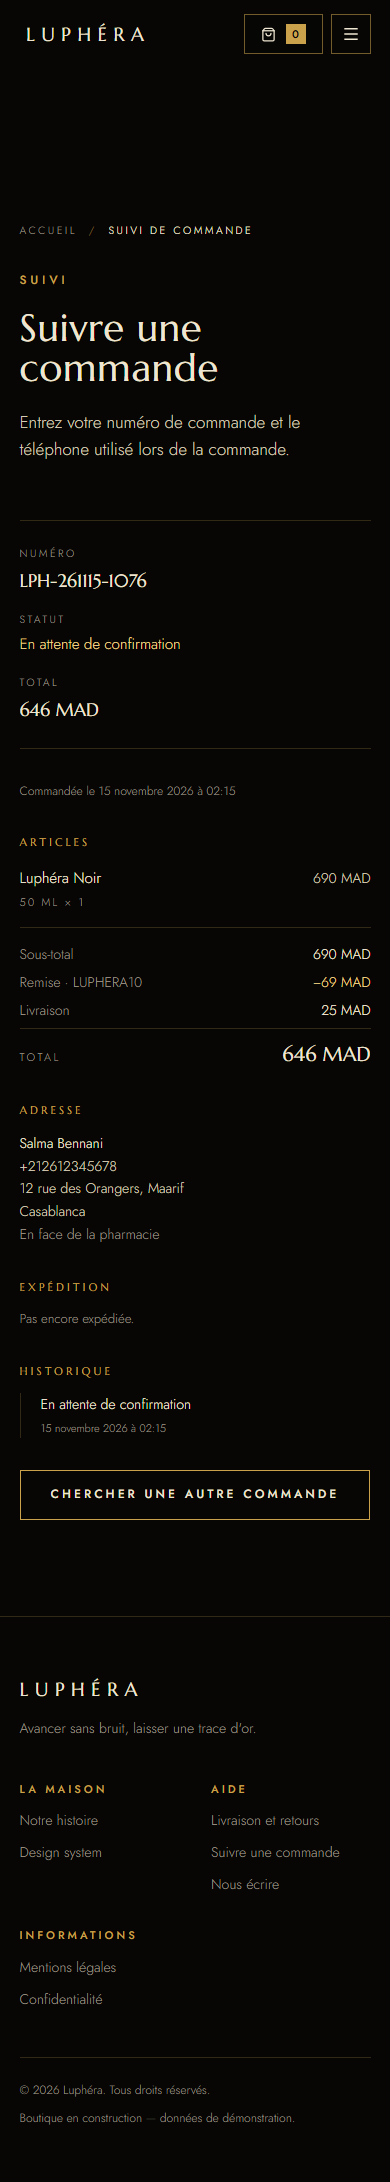 LUPHÉRA
0
ACCUEIL / SUIVI DE COMMANDE
SUIVI
Suivre une
commande
Entrez votre numéro de commande et le
téléphone utilisé lors de la commande.
NUMÉRO
LPH-261115-1076
STATUT
En attente de confirmation
TOTAL
646 MAD
Commandée le 15 novembre 2026 à 02:15
ARTICLES
Luphéra Noir 690 MAD
50 ML × 1
Sous-total 690 MAD
Remise · LUPHERA10 −69 MAD
Livraison 25 MAD
TOTAL 646 MAD
ADRESSE
Salma Bennani
+212612345678
12 rue des Orangers, Maarif
Casablanca
En face de la pharmacie
EXPÉDITION
Pas encore expédiée.
HISTORIQUE
En attente de confirmation
15 novembre 2026 à 02:15
CHERCHER UNE AUTRE COMMANDE
LUPHÉRA
Avancer sans bruit, laisser une trace d'or.
LA MAISON
Notre histoire
Design system
AIDE
Livraison et retours
Suivre une commande
Nous écrire
INFORMATIONS
Mentions légales
Confidentialité
© 2026 Luphéra. Tous droits réservés.
Boutique en construction — données de démonstration.